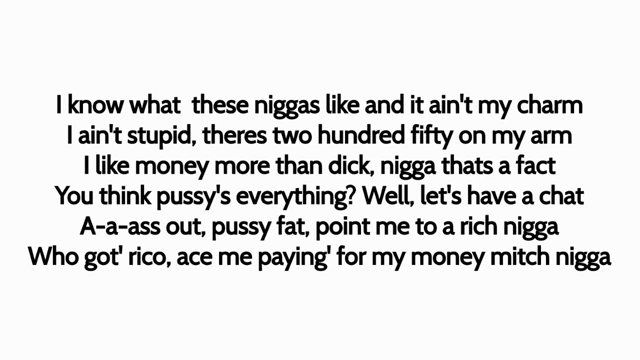 I know what these niggas like and it ain't my charm
I ain't stupid, theres two hundred fifty on my arm
I like money more than dick, nigga thats a fact
You think pussy's everything? Well, let's have a chat
A-a-ass out, pussy fat, point me to a rich nigga
Who got' rico, ace me paying' for my money mitch nigga